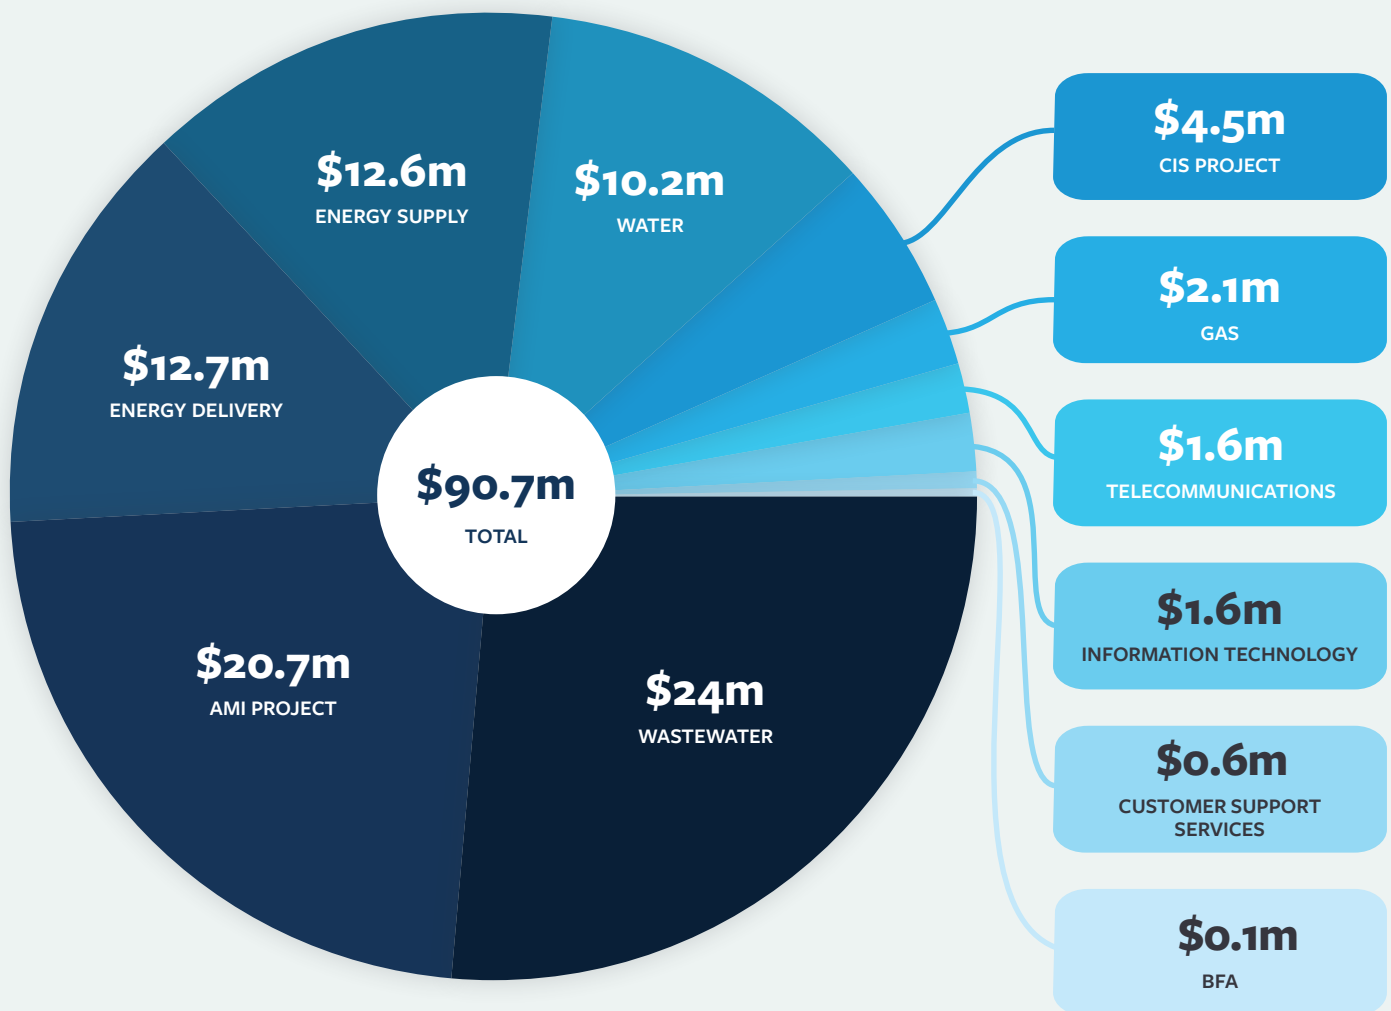 $12.6m
ENERGY SUPPLY
$10.2m
WATER
$12.7m
ENERGY DELIVERY
$90.7m
TOTAL
$20.7m
AMI PROJECT
$24m
WASTEWATER
$4.5m
CIS PROJECT
$2.1m
GAS
$1.6m
TELECOMMUNICATIONS
$1.6m
INFORMATION TECHNOLOGY
$0.6m
CUSTOMER SUPPORT
SERVICES
$0.1m
BFA